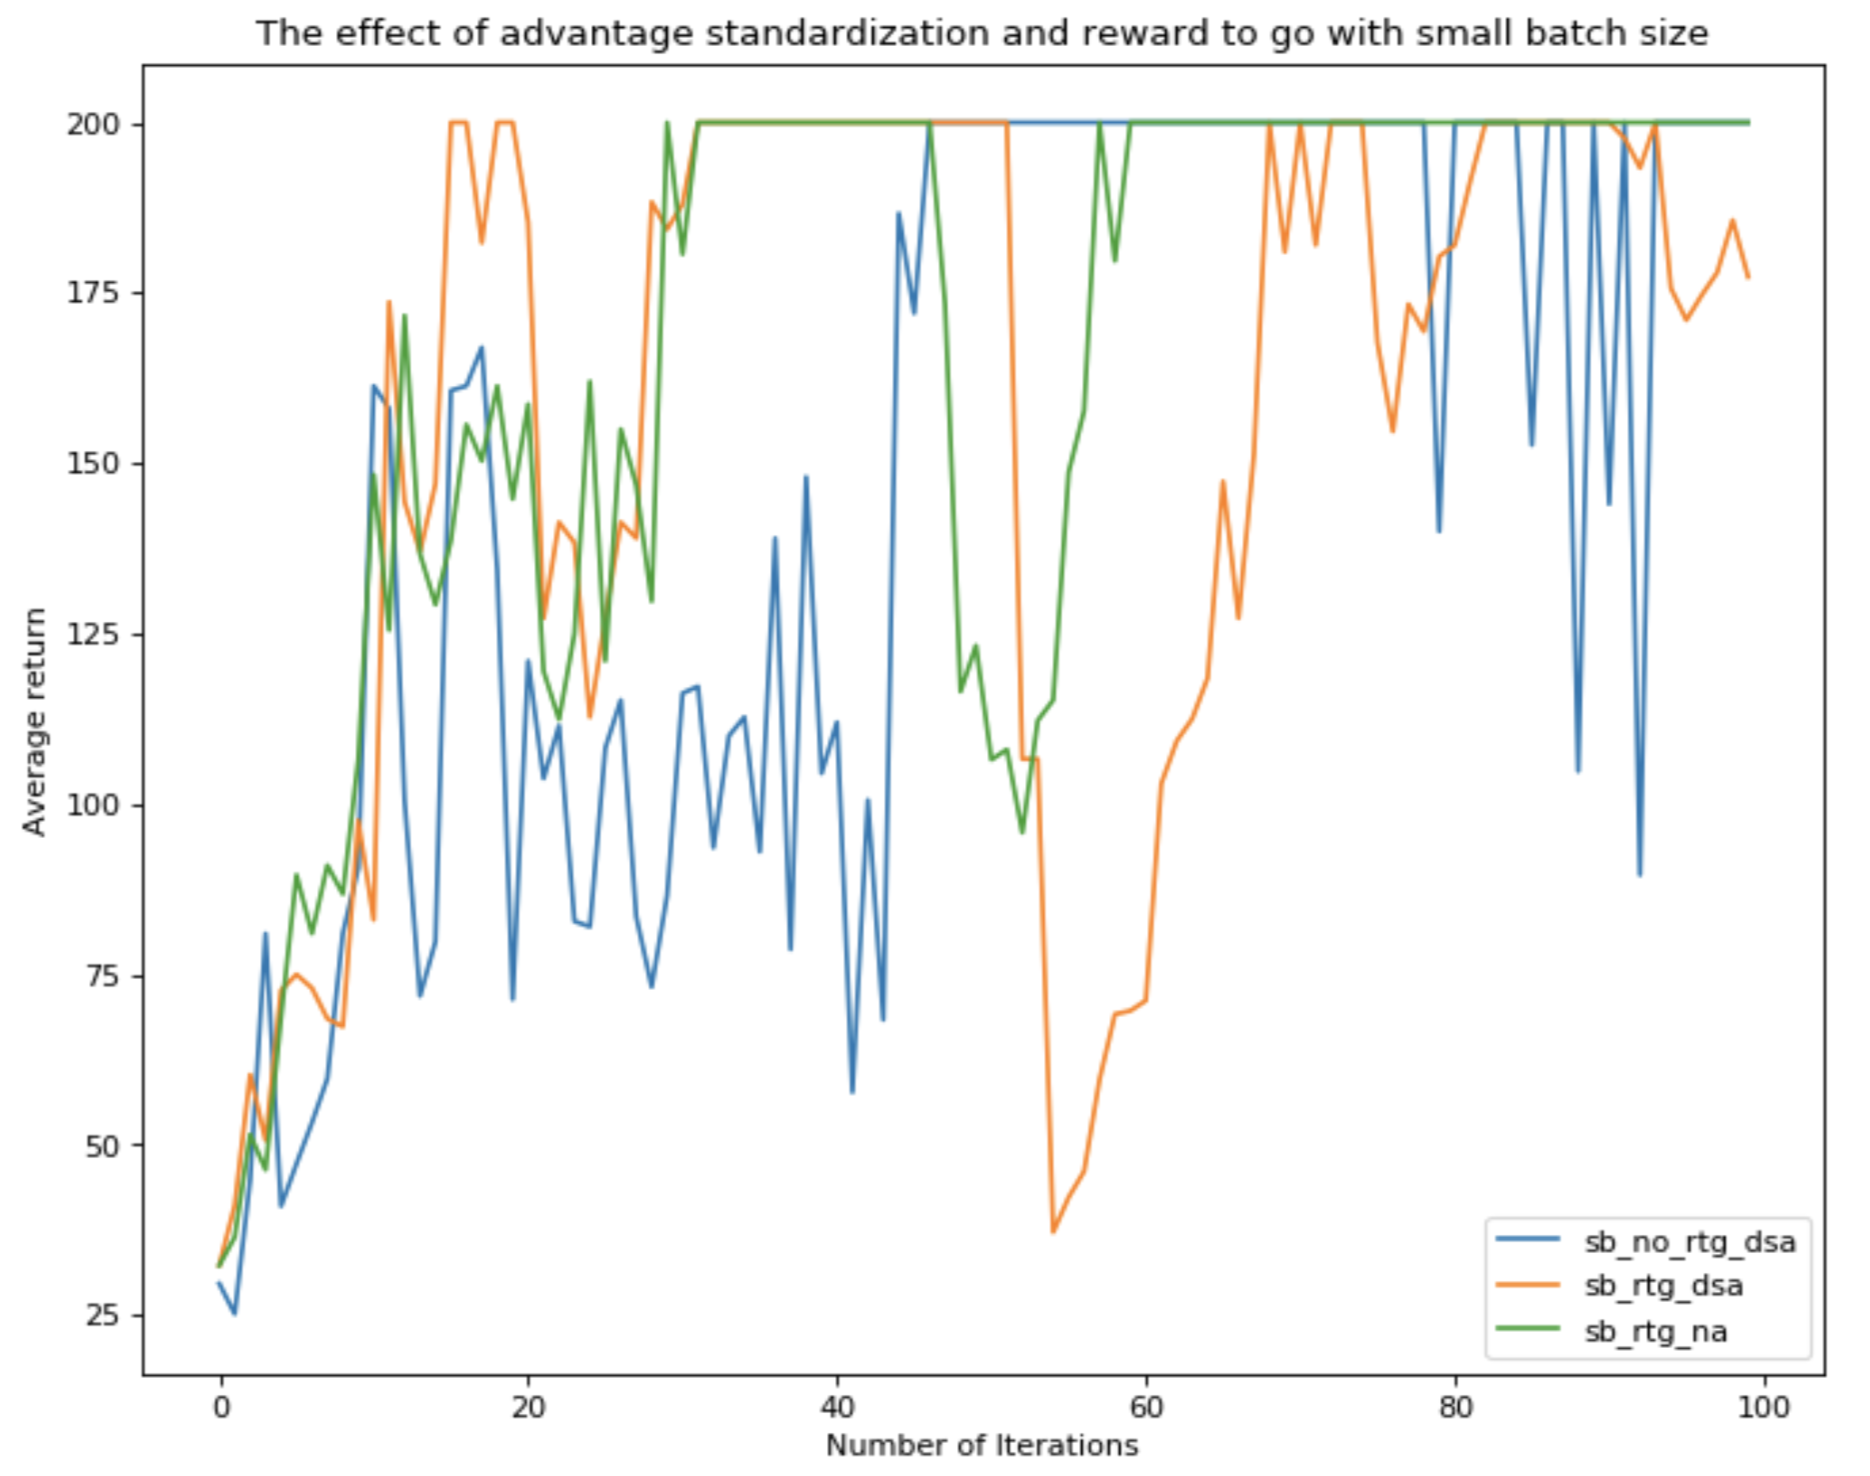 The effect of advantage standardization and reward to go with small batch size
200
175
150
125
100
75
50
25
Average return
0 20 40 60 80 100
Number of Iterations
sb_no_rtg_dsa
sb_rtg_dsa
sb_rtg_na